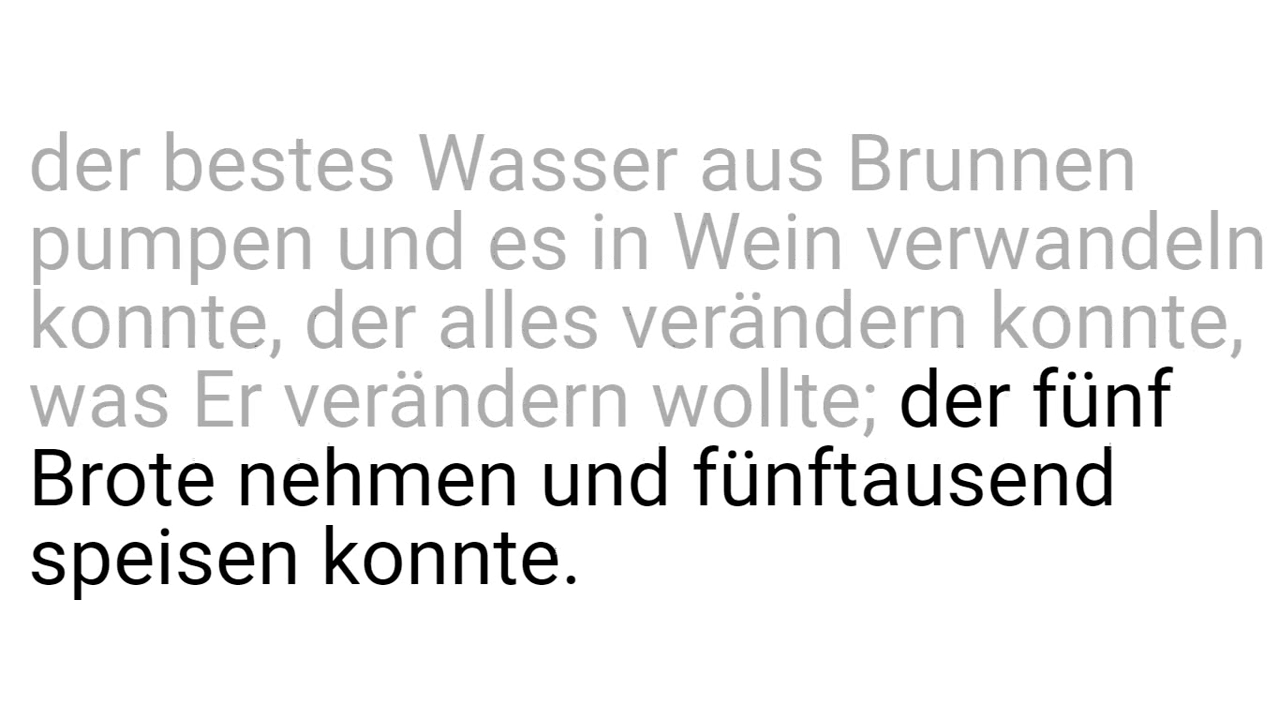 der bestes Wasser aus Brunnen
pumpen und es in Wein verwandeln
konnte, der alles verändern konnte,
was Er verändern wollte; der fünf
Brote nehmen und fünftausend
speisen konnte.